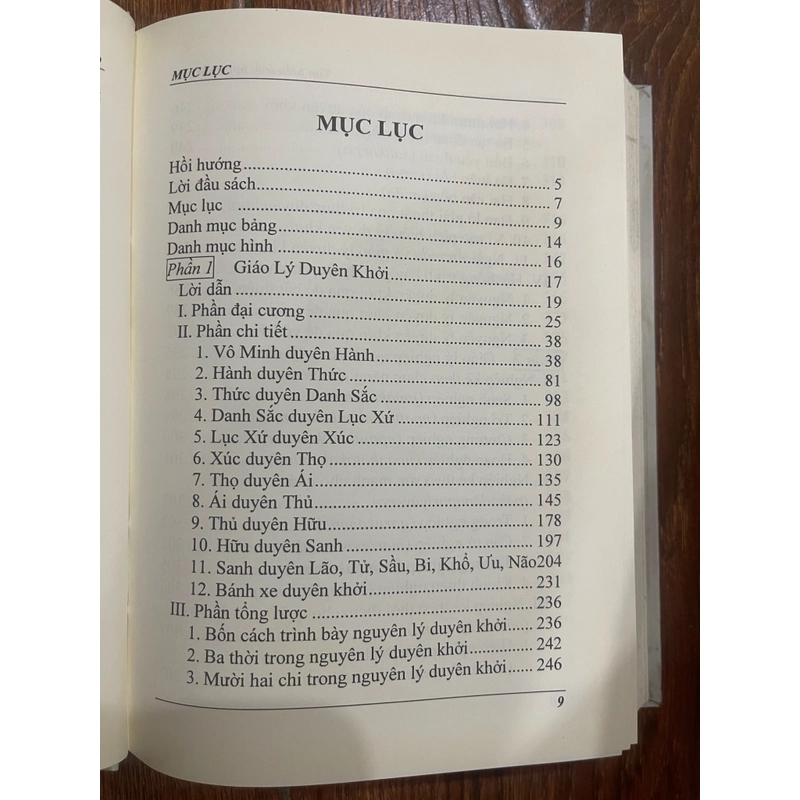 MỤC LỤC
MỤC LỤC
Hồi hướng 5
Lời đầu sách 7
Mục lục 9
Danh mục bảng 14
Danh mục hình 16
Phần 1 Giáo Lý Duyên Khởi 17
Lời dẫn 19
I. Phần đại cương 25
II. Phần chi tiết 38
1. Vô Minh duyên Hành 38
2. Hành duyên Thức 81
3. Thức duyên Danh Sắc 98
4. Danh Sắc duyên Lục Xứ 111
5. Lục Xứ duyên Xúc 123
6. Xúc duyên Thọ 130
7. Thọ duyên Ái 135
8. Ái duyên Thủ 145
9. Thủ duyên Hữu 178
10. Hữu duyên Sanh 197
11. Sanh duyên Lão, Tử, Sầu, Bi, Khổ, Ưu, Não204
12. Bánh xe duyên khởi 231
III. Phần tổng lược 236
1. Bốn cách trình bày nguyên lý duyên khởi 236
2. Ba thời trong nguyên lý duyên khởi 242
3. Mười hai chi trong nguyên lý duyên khởi 246
9